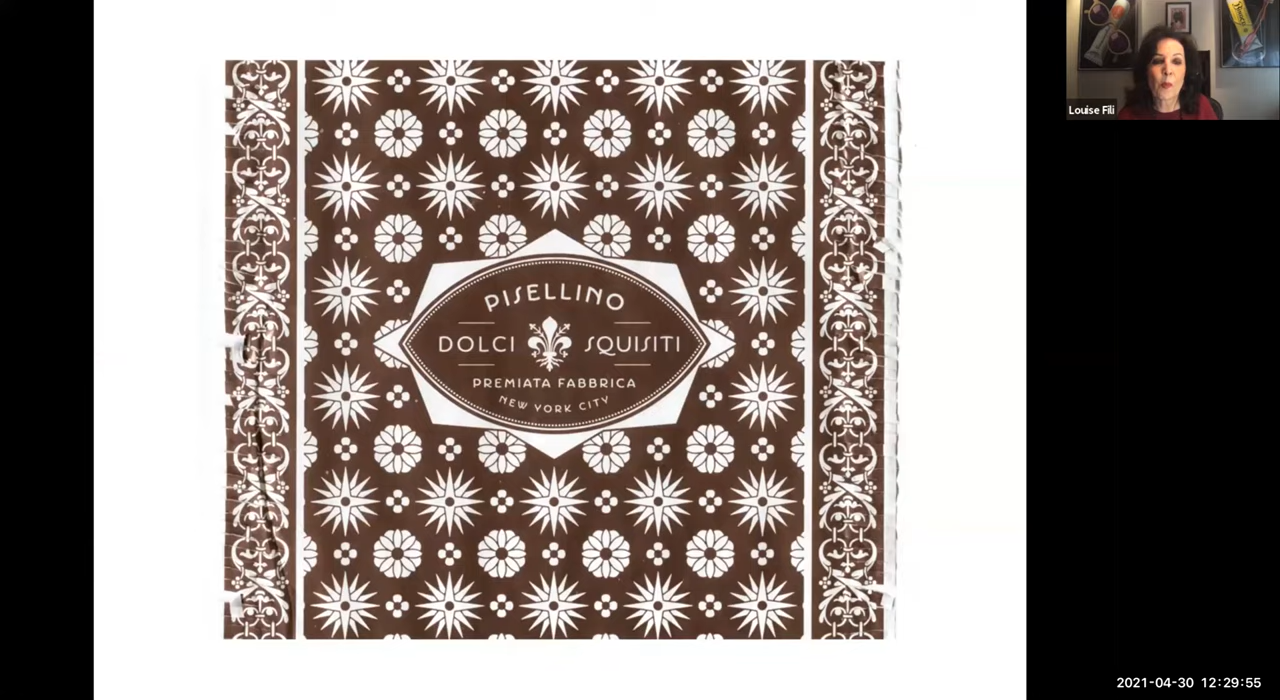 PISELLINO
DOLCI SQUISITI
PREMIATA FABBRICA
NEW YORK CITY
Louise Fili
2021-04-30 12:29:55